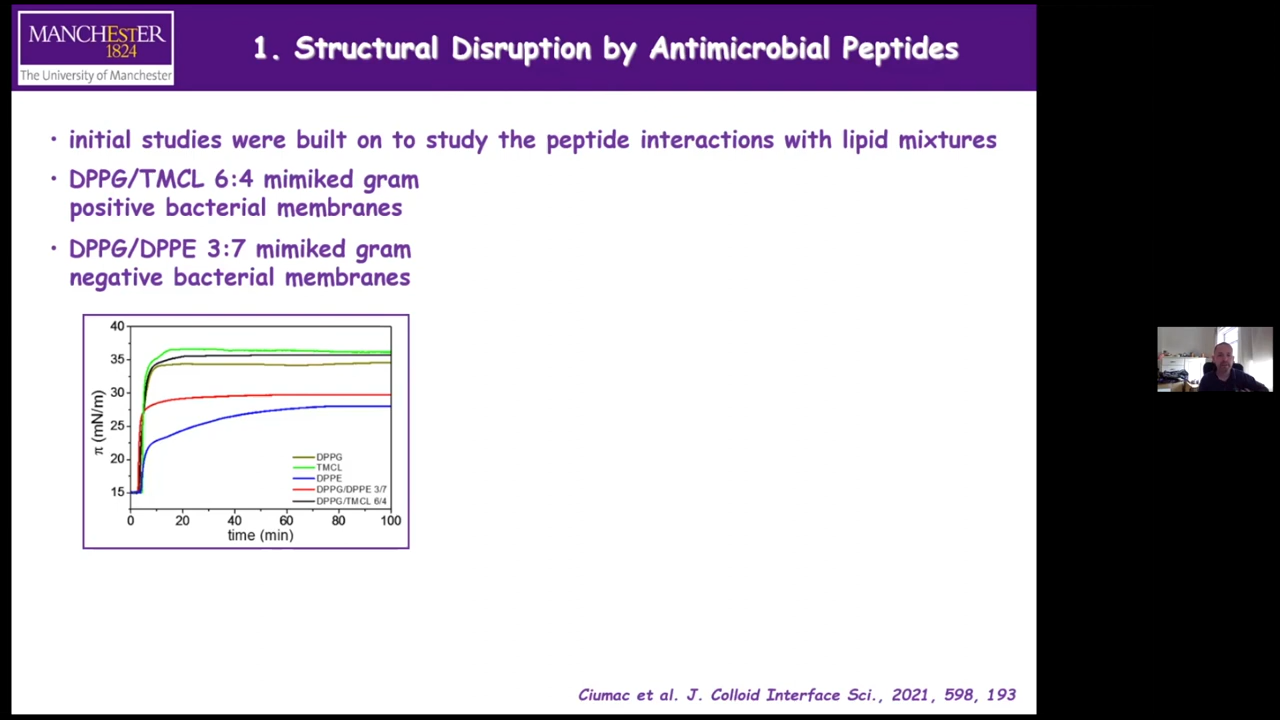 MANCHESTER
1824
The University of Manchester
1. Structural Disruption by Antimicrobial Peptides
• initial studies were built on to study the peptide interactions with lipid mixtures
• DPPG/TMCL 6:4 mimiked gram
positive bacterial membranes
• DPPG/DPPE 3:7 mimiked gram
negative bacterial membranes
40
35
30
25
20
15
π (mN/m)
DPPG
TMCL
DPPE
DPPG/DPPE 3/7
DPPG/TMCL 6/4
0 20 40 60 80 100
time (min)
Ciumac et al. J. Colloid Interface Sci., 2021, 598, 193